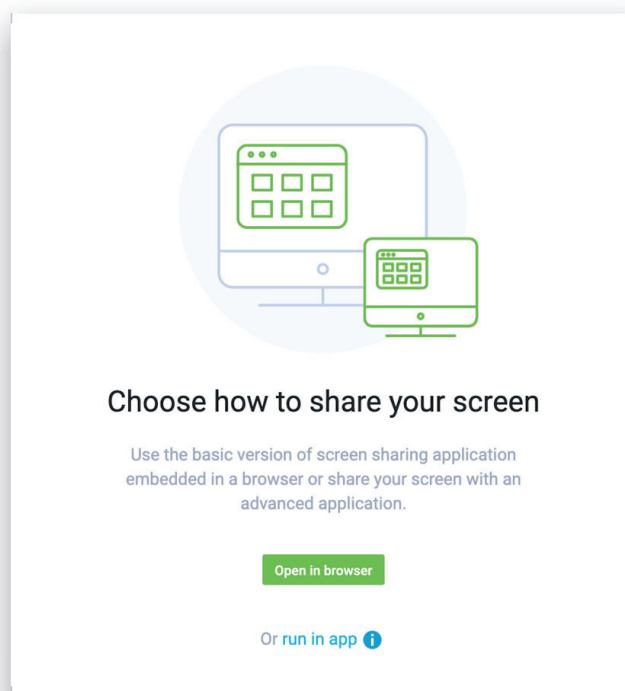 Choose how to share your screen
Use the basic version of screen sharing application
embedded in a browser or share your screen with an
advanced application.
Open in browser
Or run in app